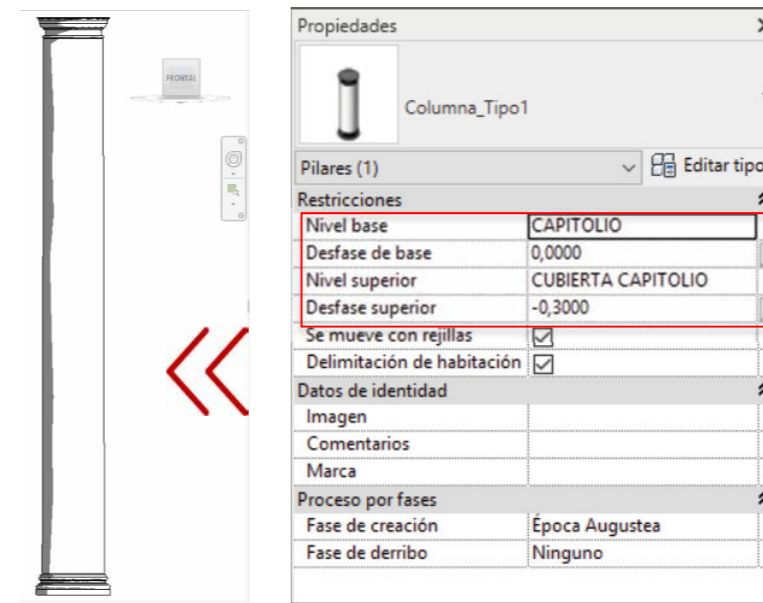 FRONTAL
Propiedades
Columna_Tipo1
Pilares (1)
Editar tipo
Restricciones
Nivel base CAPITOLIO
Desfase de base 0,0000
Nivel superior CUBIERTA CAPITOLIO
Desfase superior -0,3000
Se mueve con rejillas
Delimitación de habitación
Datos de identidad
Imagen
Comentarios
Marca
Proceso por fases
Fase de creación Época Augustea
Fase de derribo Ninguno